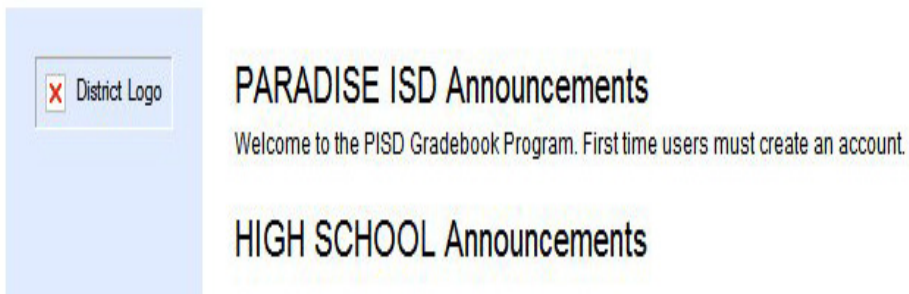 District Logo
PARADISE ISD Announcements
Welcome to the PISD Gradebook Program. First time users must create an account.
HIGH SCHOOL Announcements